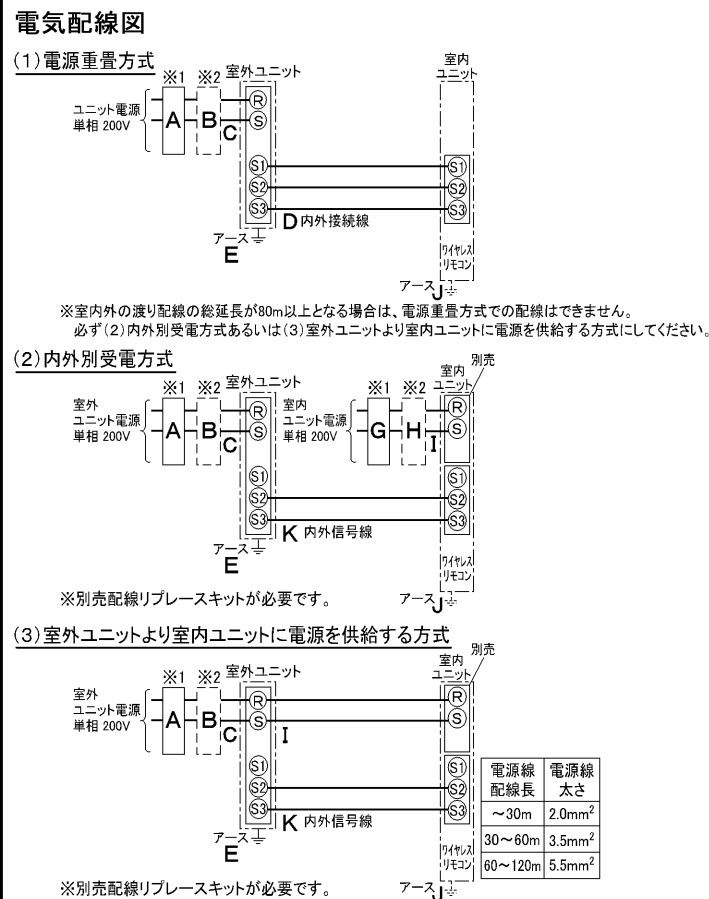 電気配線図
(1)電源重畳方式
※1 ※2 室外ユニット
室内
ユニット
ユニット電源
単相 200V
A B C
R
S
S1 S1
S2 S2
S3 S3
D 内外接続線
アース
E
ワイヤレス
リモコン
アース J
※室内外の渡り配線の総延長が80m以上となる場合は、電源重畳方式での配線はできません。
必ず(2)内外別受電方式あるいは(3)室外ユニットより室内ユニットに電源を供給する方式にしてください。
(2)内外別受電方式
別売
※1 ※2 室外ユニット ※1 ※2
室内
ユニット
室外
ユニット電源
単相 200V
A B C
R
S
室内
ユニット電源
単相 200V
G H I
R
S
S1 S1
S2 S2
S3 S3
K 内外信号線
アース
E
ワイヤレス
リモコン
※別売配線リプレースキットが必要です。
アース J
(3)室外ユニットより室内ユニットに電源を供給する方式
別売
※1 ※2 室外ユニット
室内
ユニット
室外
ユニット電源
単相 200V
A B C
R R
S I S
S1 S1
S2 S2
S3 S3
K 内外信号線
アース
E
ワイヤレス
リモコン
電源線
配線長
電源線
太さ
～30m 2.0mm²
30～60m 3.5mm²
60～120m 5.5mm²
※別売配線リプレースキットが必要です。
アース J